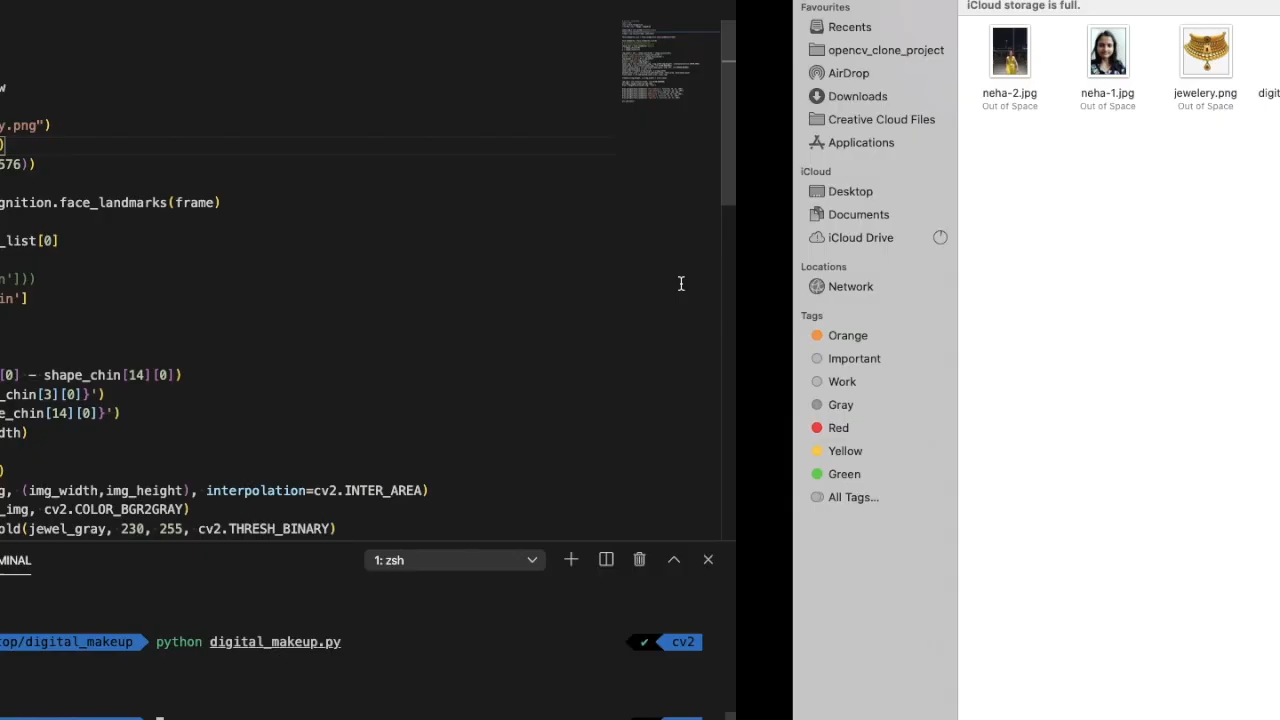 w
y.png")
)
576))
gnition.face_landmarks(frame)
_list[0]
n']))
in']
[0] - shape_chin[14][0])
_chin[3][0]}')
e_chin[14][0]}')
dth)
)
g, (img_width,img_height), interpolation=cv2.INTER_AREA)
_img, cv2.COLOR_BGR2GRAY)
old(jewel_gray, 230, 255, cv2.THRESH_BINARY)
MINAL
1: zsh
top/digital_makeup python digital_makeup.py
✔ cv2
Favourites
Recents
opencv_clone_project
AirDrop
Downloads
Creative Cloud Files
Applications
iCloud
Desktop
Documents
iCloud Drive
Locations
Network
Tags
Orange
Important
Work
Gray
Red
Yellow
Green
All Tags...
iCloud storage is full.
neha-2.jpg
Out of Space
neha-1.jpg
Out of Space
jewelery.png
Out of Space
digit